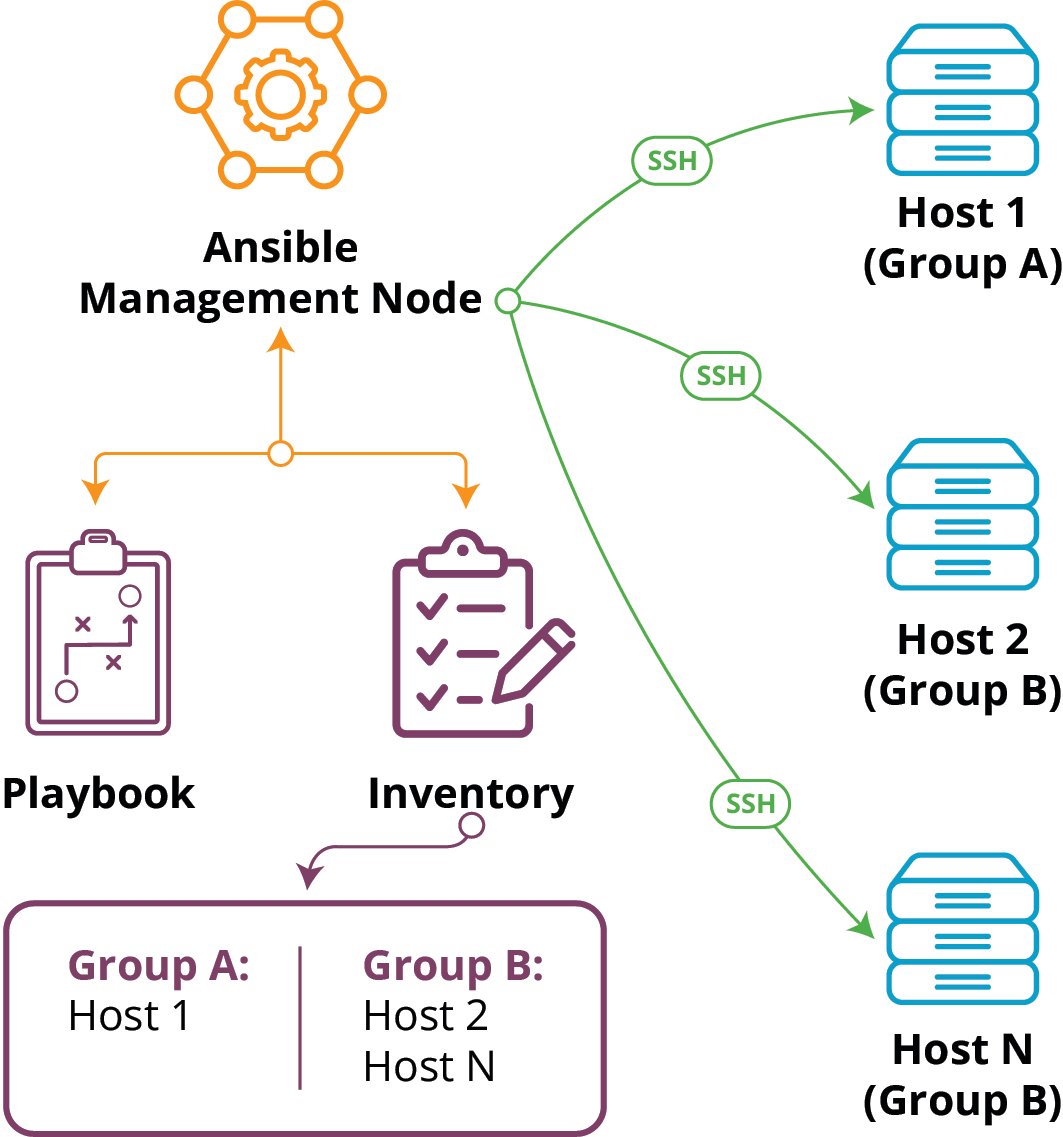 Ansible
Management Node
SSH
Host 1
(Group A)
SSH
Host 2
(Group B)
SSH
Host N
(Group B)
Playbook
Inventory
Group A:
Host 1
Group B:
Host 2
Host N